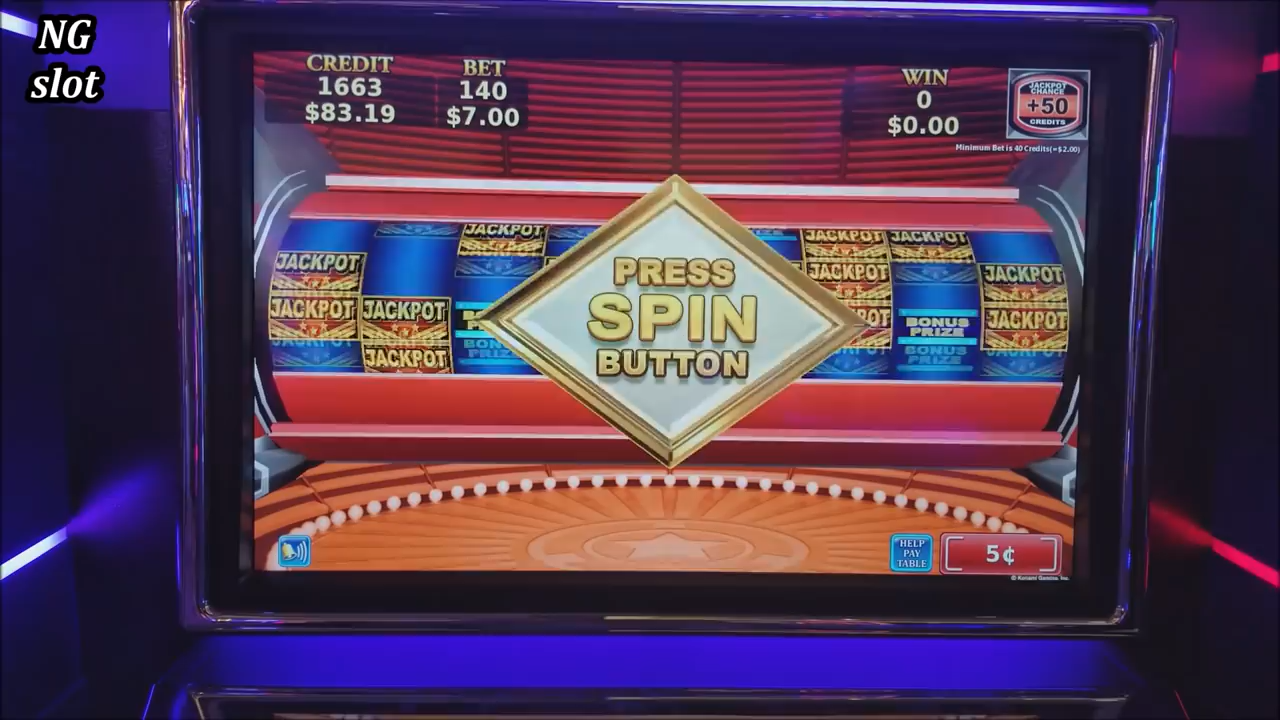 NG
slot
CREDIT
1663
$83.19
BET
140
$7.00
WIN
0
$0.00
JACKPOT
CHANCE
+50
CREDITS
Minimum Bet is 40 Credits(=$2.00)
JACKPOT
JACKPOT
JACKPOT
JACKPOT
JACKPOT
JACKPOT
JACKPOT
JACKPOT
JACKPOT
JACKPOT
JACKPOT
BONUS
PRIZE
BONUS
PRIZE
PRESS
SPIN
BUTTON
HELP
PAY
TABLE
5¢
© Konami Gaming, Inc.